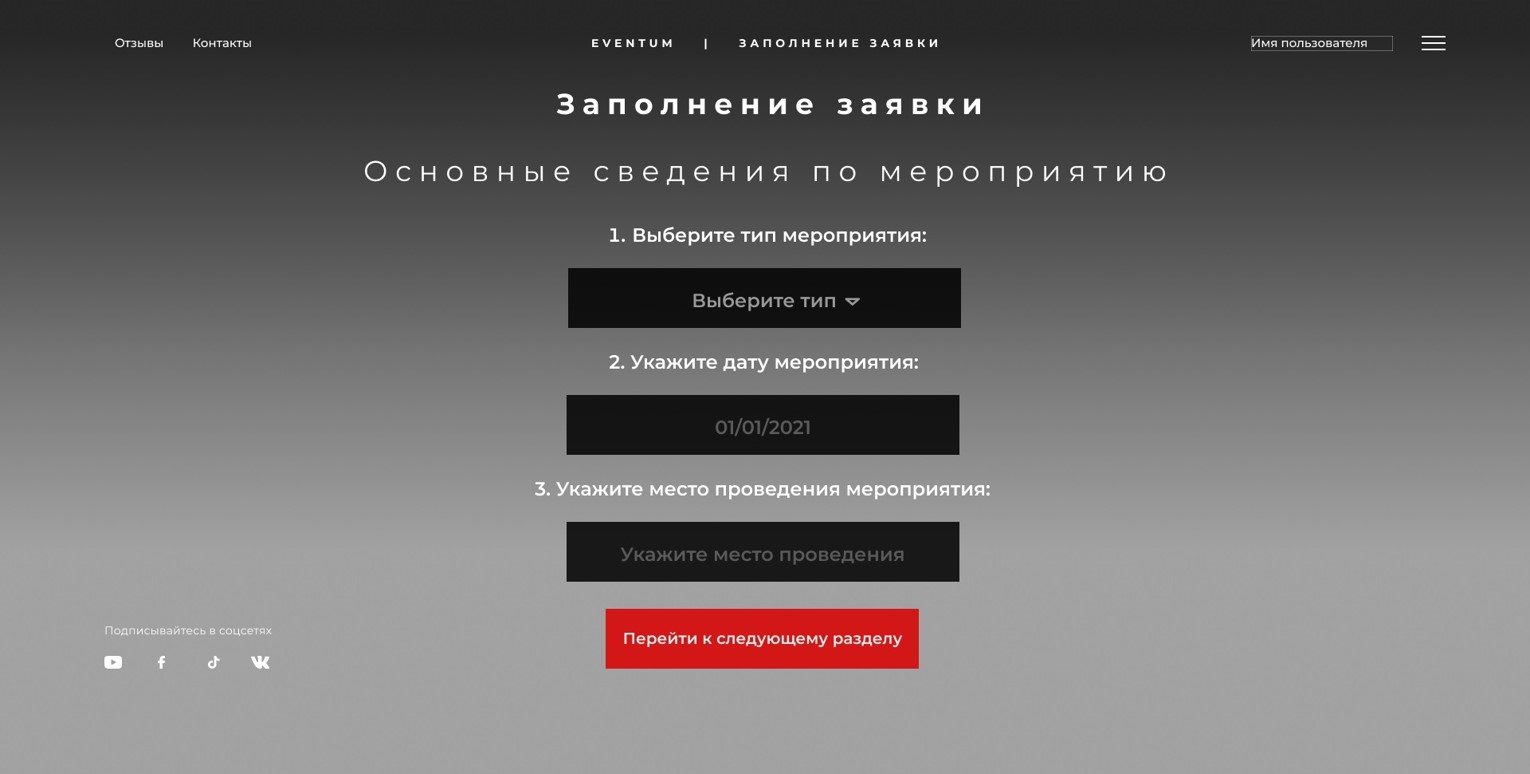 Отзывы Контакты EVENTUM | ЗАПОЛНЕНИЕ ЗАЯВКИ Имя пользователя
Заполнение заявки
Основные сведения по мероприятию
1. Выберите тип мероприятия:
Выберите тип
2. Укажите дату мероприятия:
01/01/2021
3. Укажите место проведения мероприятия:
Укажите место проведения
Перейти к следующему разделу
Подписывайтесь в соцсетях